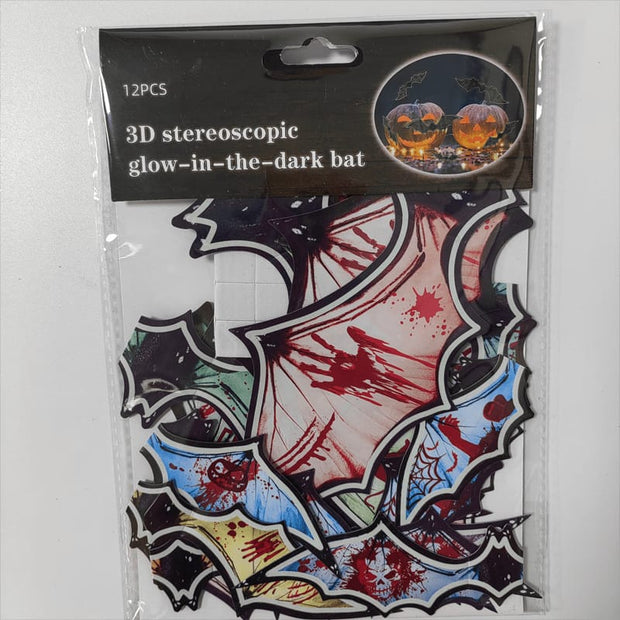 12PCS
3D stereoscopic
glow-in-the-dark bat